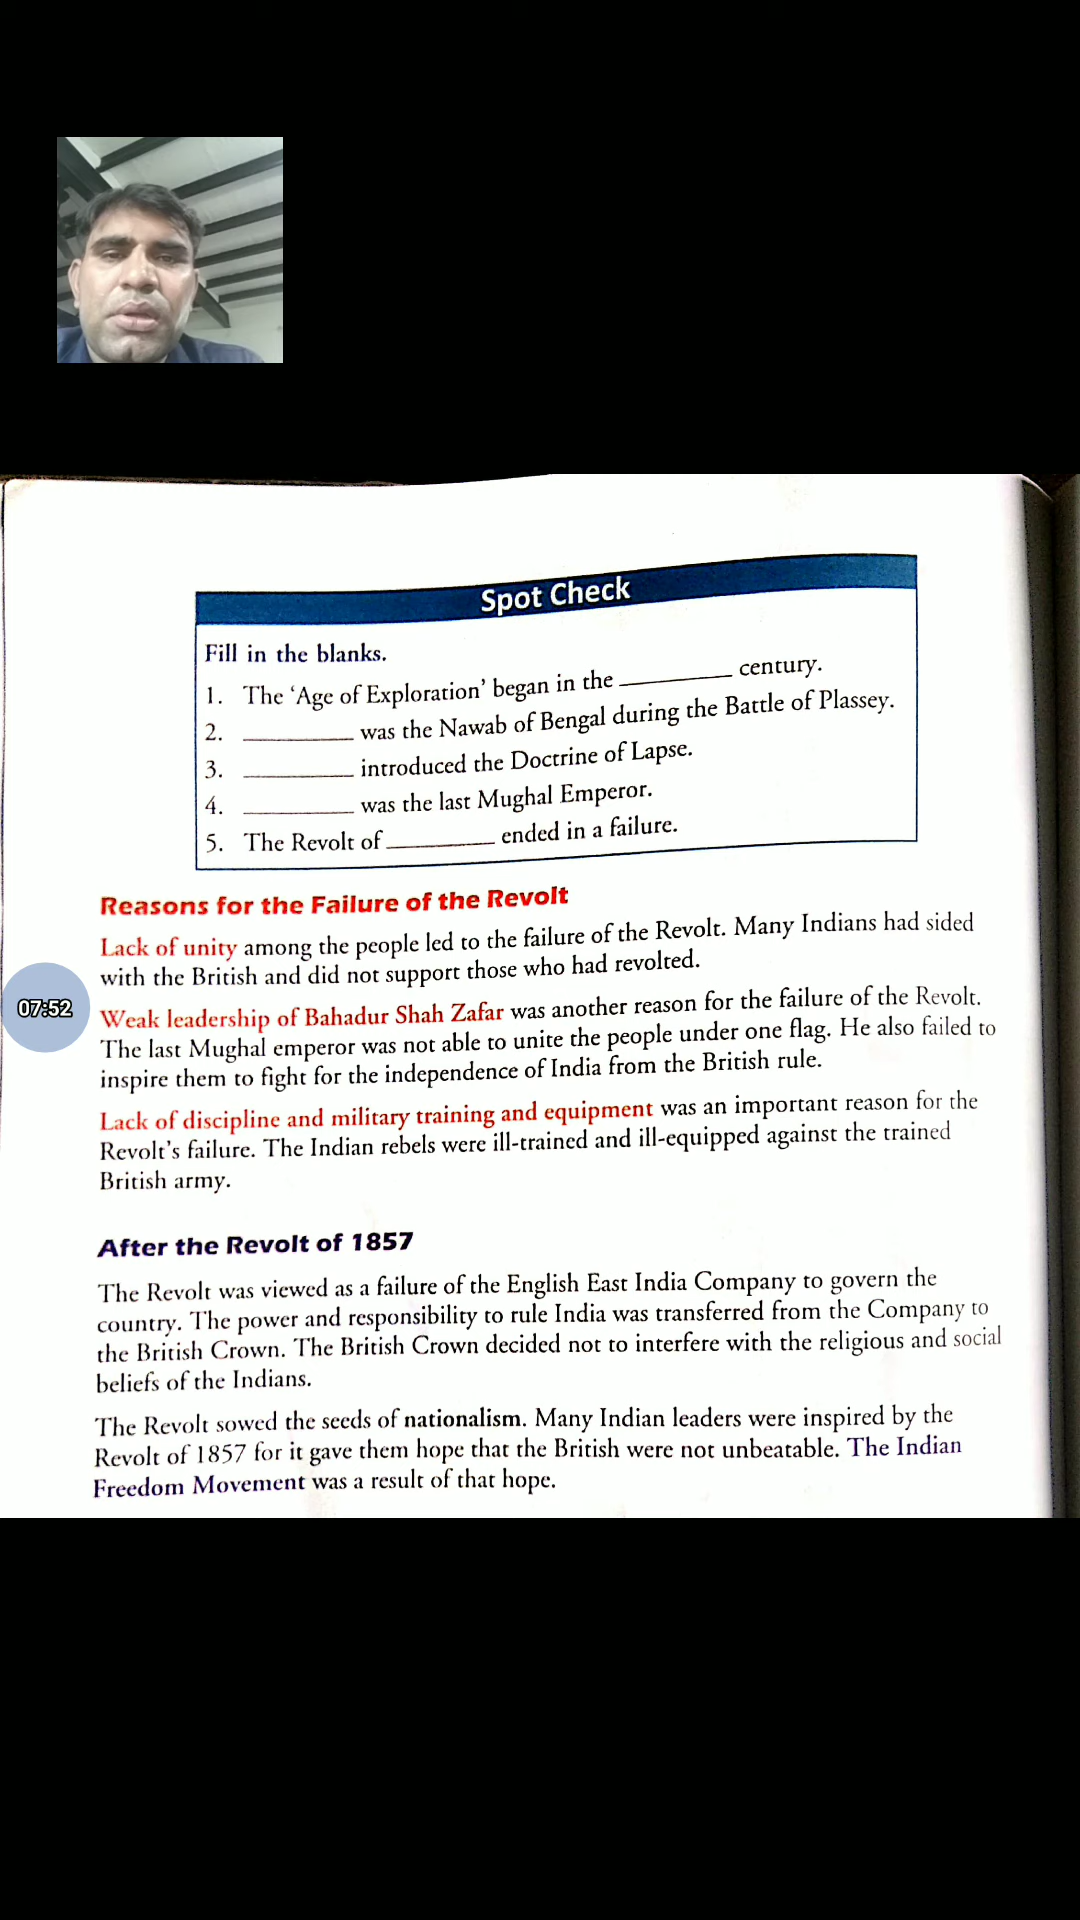 Spot Check
Fill in the blanks.
1. The ‘Age of Exploration’ began in the ________ century.
2. ________ was the Nawab of Bengal during the Battle of Plassey.
3. ________ introduced the Doctrine of Lapse.
4. ________ was the last Mughal Emperor.
5. The Revolt of ________ ended in a failure.
Reasons for the Failure of the Revolt
Lack of unity among the people led to the failure of the Revolt. Many Indians had sided
with the British and did not support those who had revolted.
07:52
Weak leadership of Bahadur Shah Zafar was another reason for the failure of the Revolt.
The last Mughal emperor was not able to unite the people under one flag. He also failed to
inspire them to fight for the independence of India from the British rule.
Lack of discipline and military training and equipment was an important reason for the
Revolt’s failure. The Indian rebels were ill-trained and ill-equipped against the trained
British army.
After the Revolt of 1857
The Revolt was viewed as a failure of the English East India Company to govern the
country. The power and responsibility to rule India was transferred from the Company to
the British Crown. The British Crown decided not to interfere with the religious and social
beliefs of the Indians.
The Revolt sowed the seeds of nationalism. Many Indian leaders were inspired by the
Revolt of 1857 for it gave them hope that the British were not unbeatable. The Indian
Freedom Movement was a result of that hope.